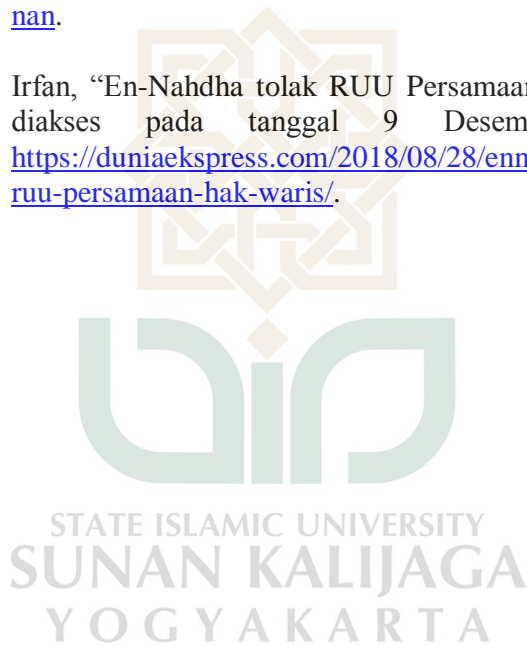 nan.
Irfan, “En-Nahdha tolak RUU Persamaan
diakses pada tanggal 9 Desem
https://duniaekspress.com/2018/08/28/enn
ruu-persamaan-hak-waris/.
STATE ISLAMIC UNIVERSITY
SUNAN KALIJAGA
YOGYAKARTA